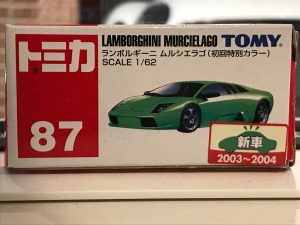 トミカ
LAMBORGHINI MURCIELAGO TOMY
ランボルギーニ ムルシエラゴ(初回特別カラー)
SCALE 1/62
87
新車
2003~2004